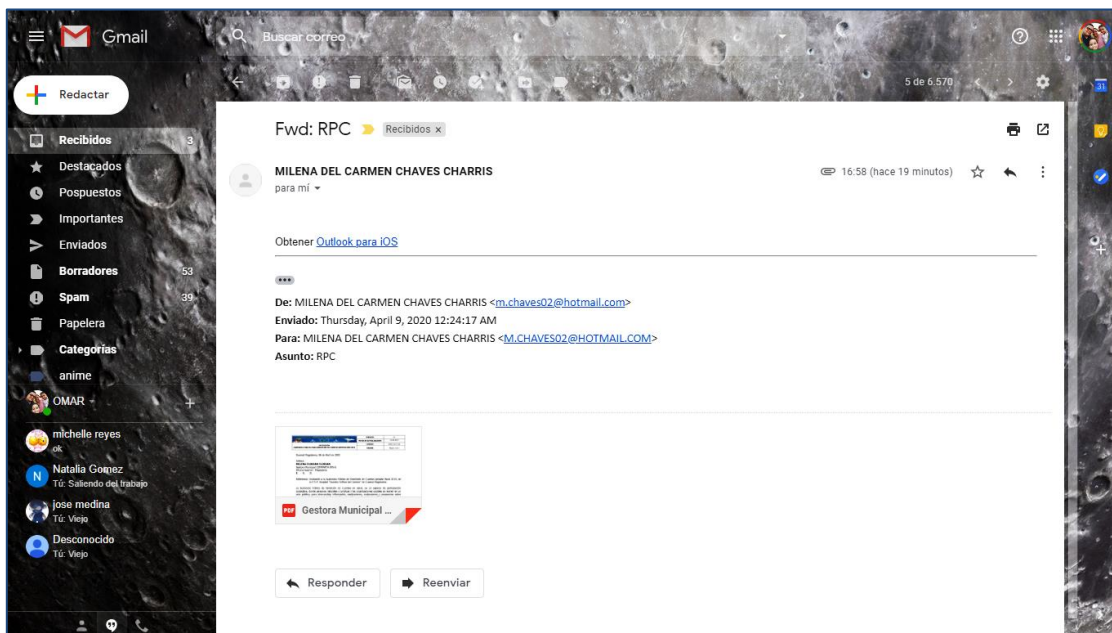 Gmail
Buscar correo
Redactar
5 de 6.570
31
Recibidos 3
Destacados
Pospuestos
Importantes
Enviados
Borradores 53
Spam 39
Papelera
Categorías
anime
OMAR
michelle reyes
ok
N
Natalia Gomez
Tú: Saliendo del trabajo
jose medina
Tú: Viejo
Desconocido
Tú: Viejo
Fwd: RPC Recibidos x
MILENA DEL CARMEN CHAVES CHARRIS 16:58 (hace 19 minutos)
para mí
Obtener Outlook para iOS
De: MILENA DEL CARMEN CHAVES CHARRIS <m.chaves02@hotmail.com>
Enviado: Thursday, April 9, 2020 12:24:17 AM
Para: MILENA DEL CARMEN CHAVES CHARRIS <M.CHAVES02@HOTMAIL.COM>
Asunto: RPC
PDF Gestora Municipal ...
Responder Reenviar